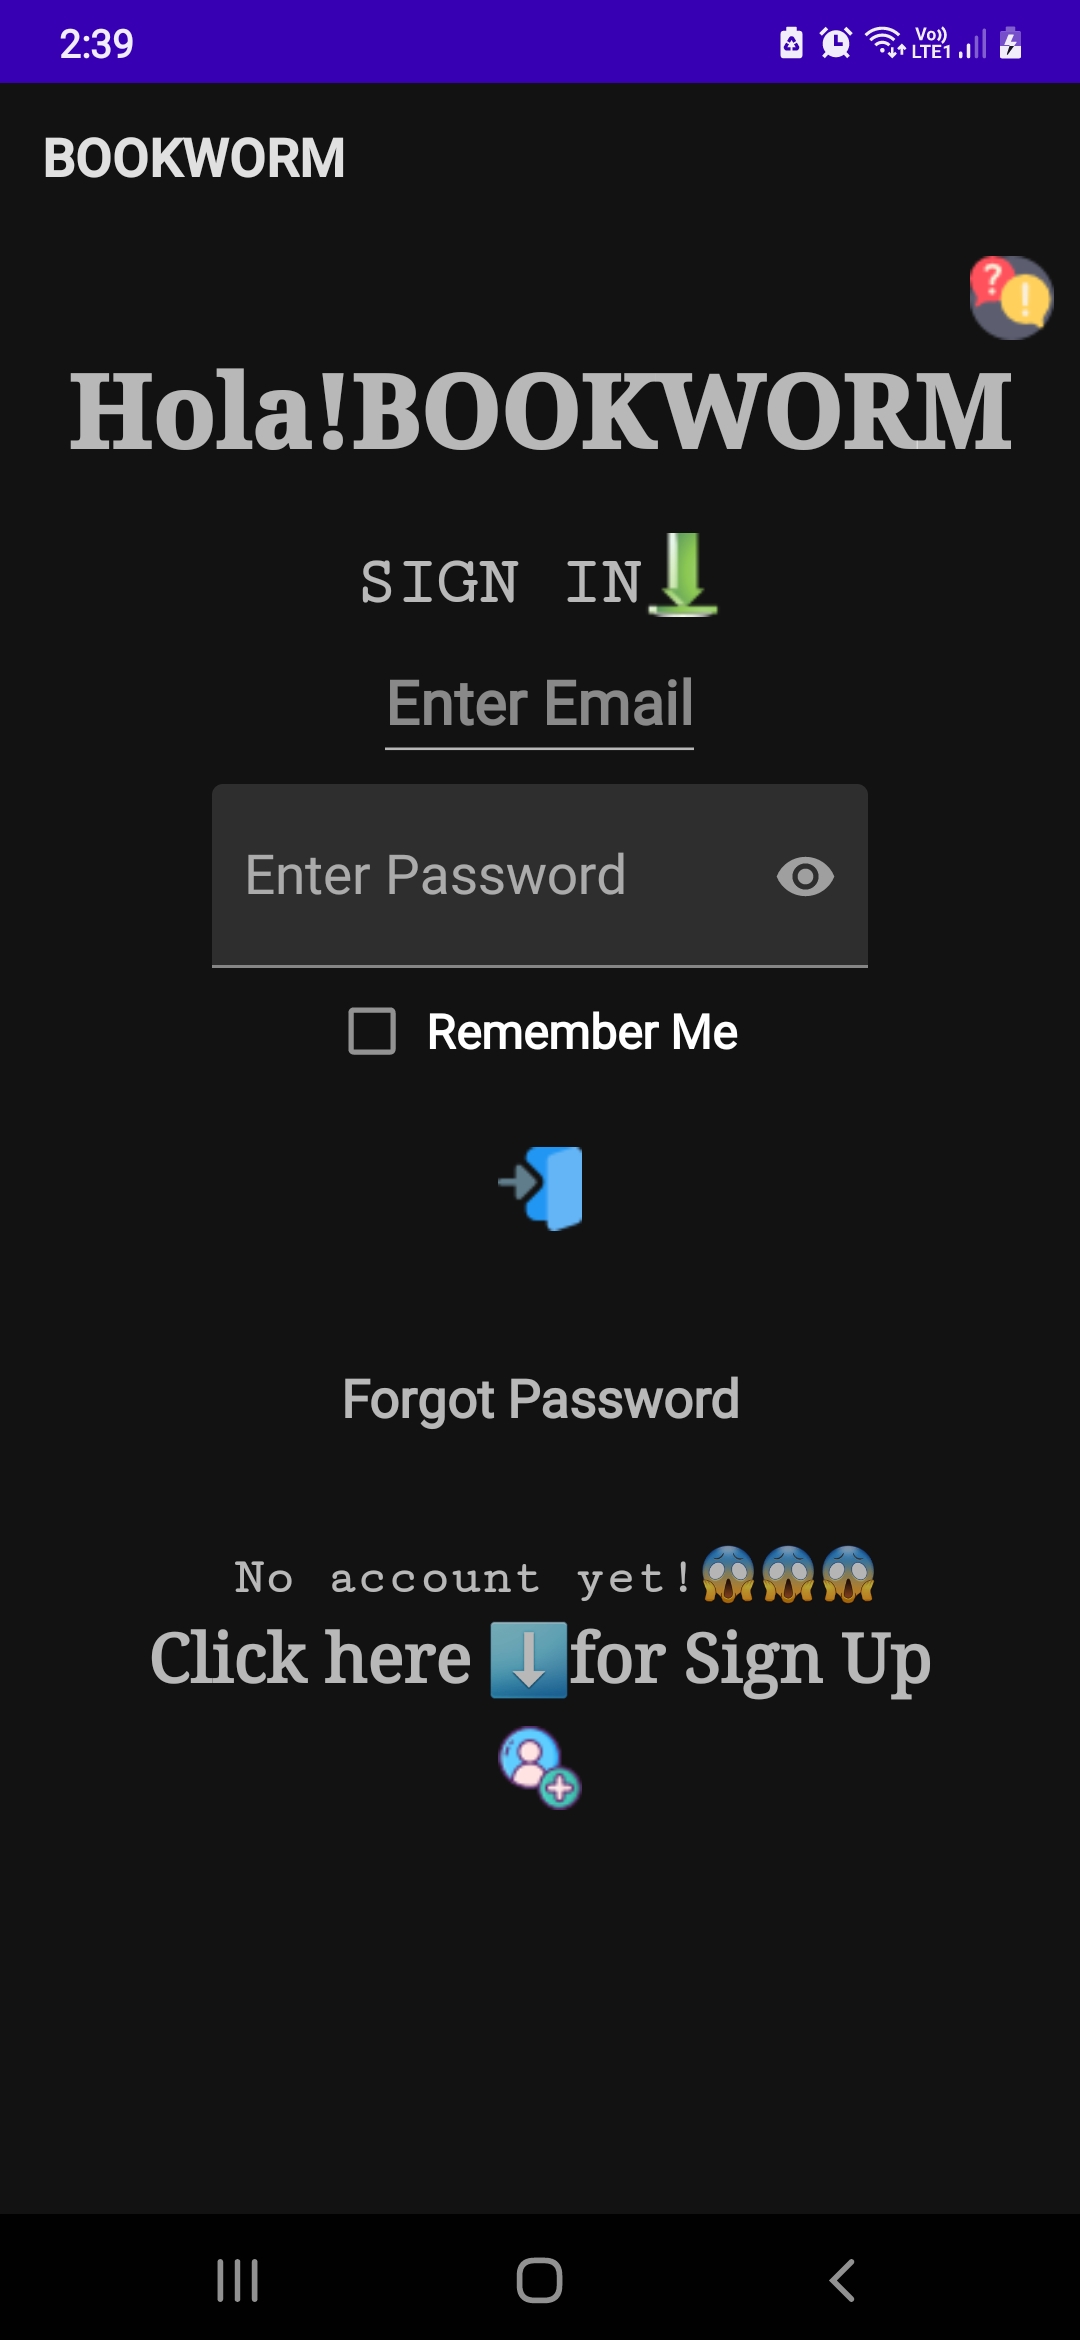 2:39
Vo))
LTE1
BOOKWORM
Hola!BOOKWORM
SIGN IN
Enter Email
Enter Password
Remember Me
Forgot Password
No account yet!😱😱😱
Click here ⬇️for Sign Up